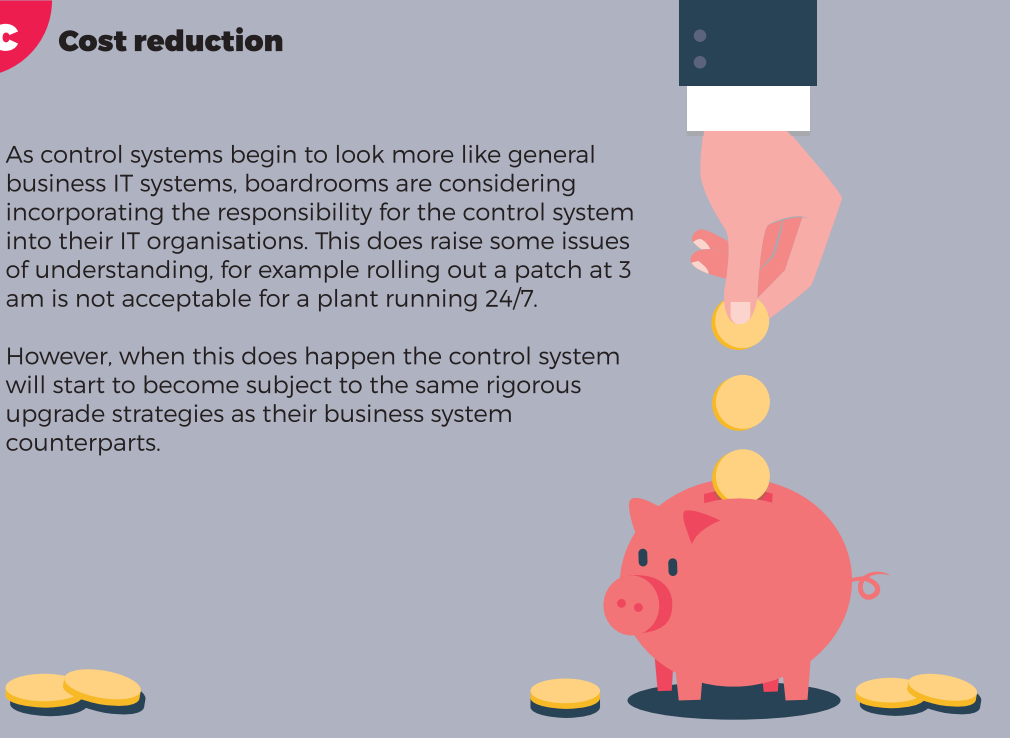 C
Cost reduction
As control systems begin to look more like general
business IT systems, boardrooms are considering
incorporating the responsibility for the control system
into their IT organisations. This does raise some issues
of understanding, for example rolling out a patch at 3
am is not acceptable for a plant running 24/7.
However, when this does happen the control system
will start to become subject to the same rigorous
upgrade strategies as their business system
counterparts.